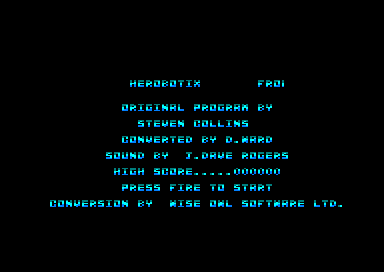 HEROBOTIX FRO
ORIGINAL PROGRAM BY
STEVEN COLLINS
CONVERTED BY D.WARD
SOUND BY J.DAVE ROGERS
HIGH SCORE.....000000
PRESS FIRE TO START
CONVERSION BY WISE OWL SOFTWARE LTD.